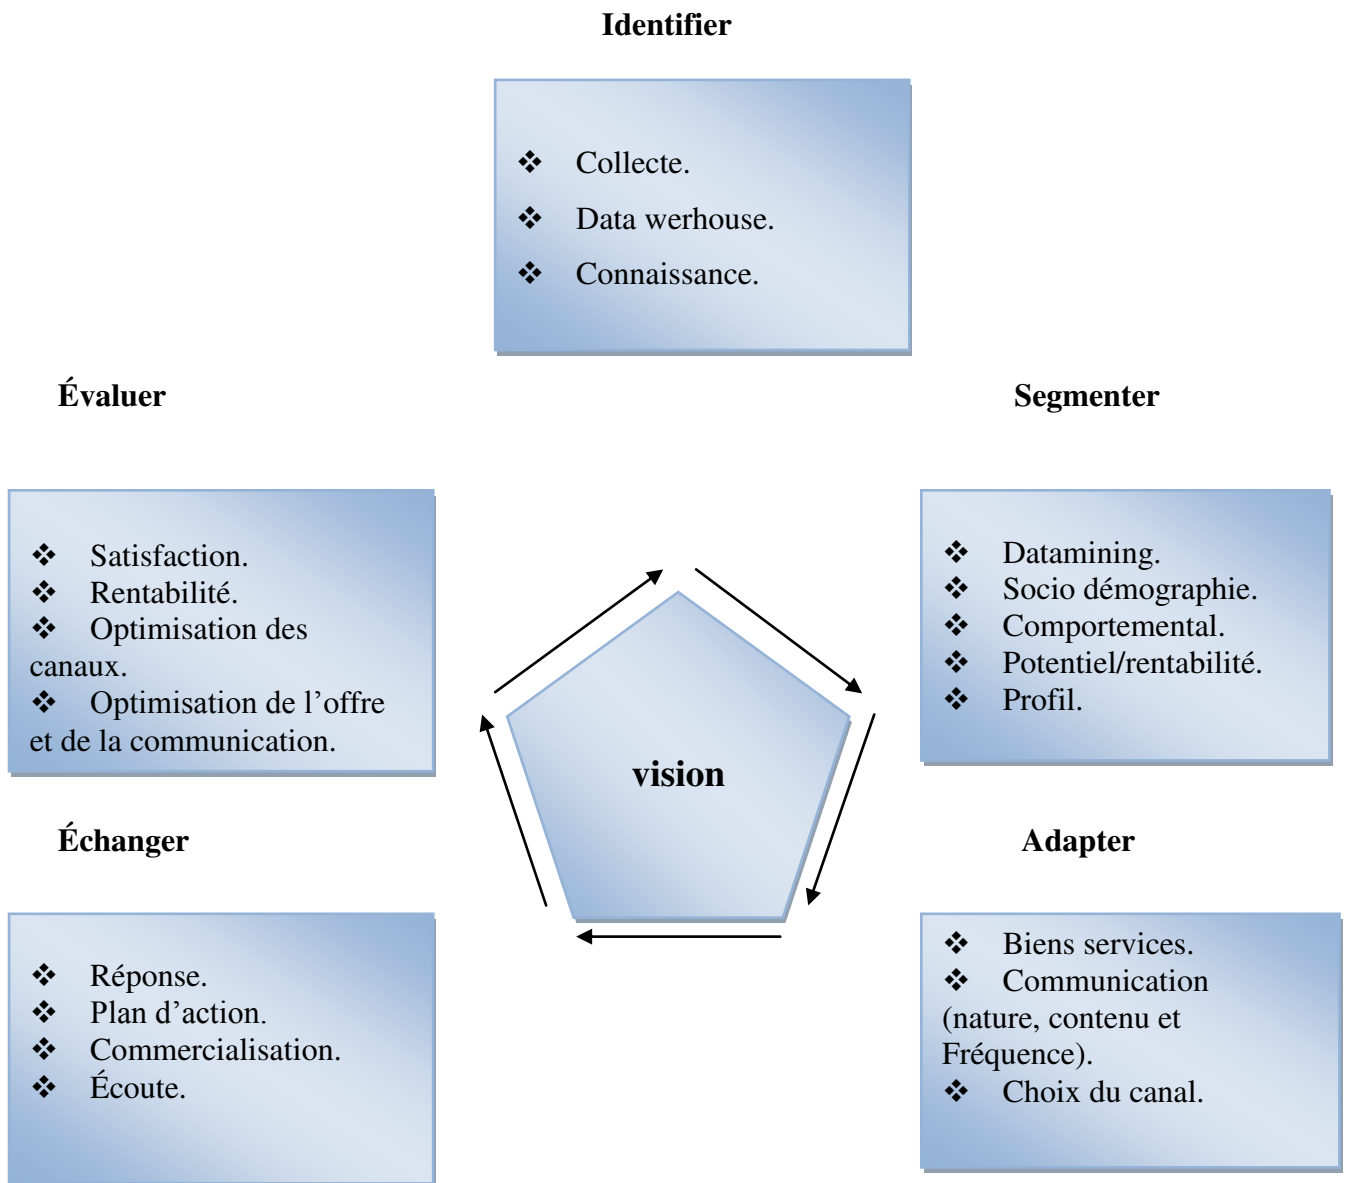 Identifier
❖ Collecte.
❖ Data werhouse.
❖ Connaissance.
Évaluer
❖ Satisfaction.
❖ Rentabilité.
❖ Optimisation des
canaux.
❖ Optimisation de l’offre
et de la communication.
Segmenter
❖ Datamining.
❖ Socio démographie.
❖ Comportemental.
❖ Potentiel/rentabilité.
❖ Profil.
vision
Échanger
❖ Réponse.
❖ Plan d’action.
❖ Commercialisation.
❖ Écoute.
Adapter
❖ Biens services.
❖ Communication
(nature, contenu et
Fréquence).
❖ Choix du canal.